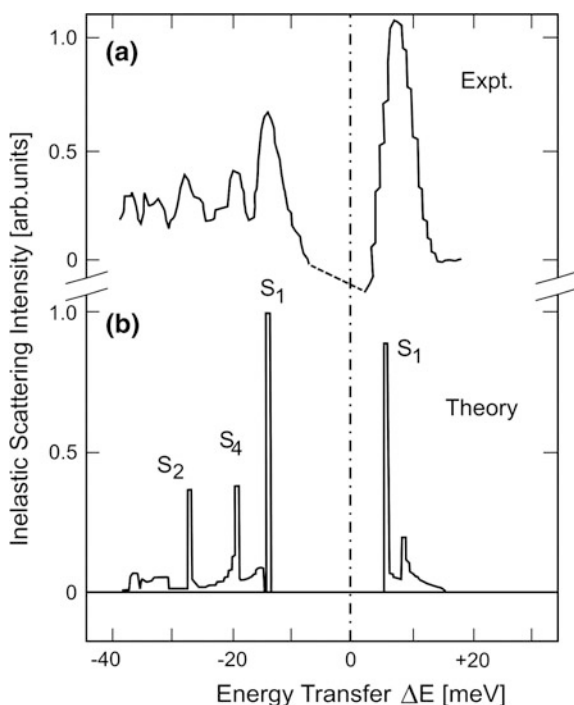 Inelastic Scattering Intensity [arb.units]
1.0
(a)
Expt.
0.5
0
S1
(b)
1.0
S1
Theory
S4
0.5
S2
0
-40
-20
0
+20
Energy Transfer ΔE [meV]